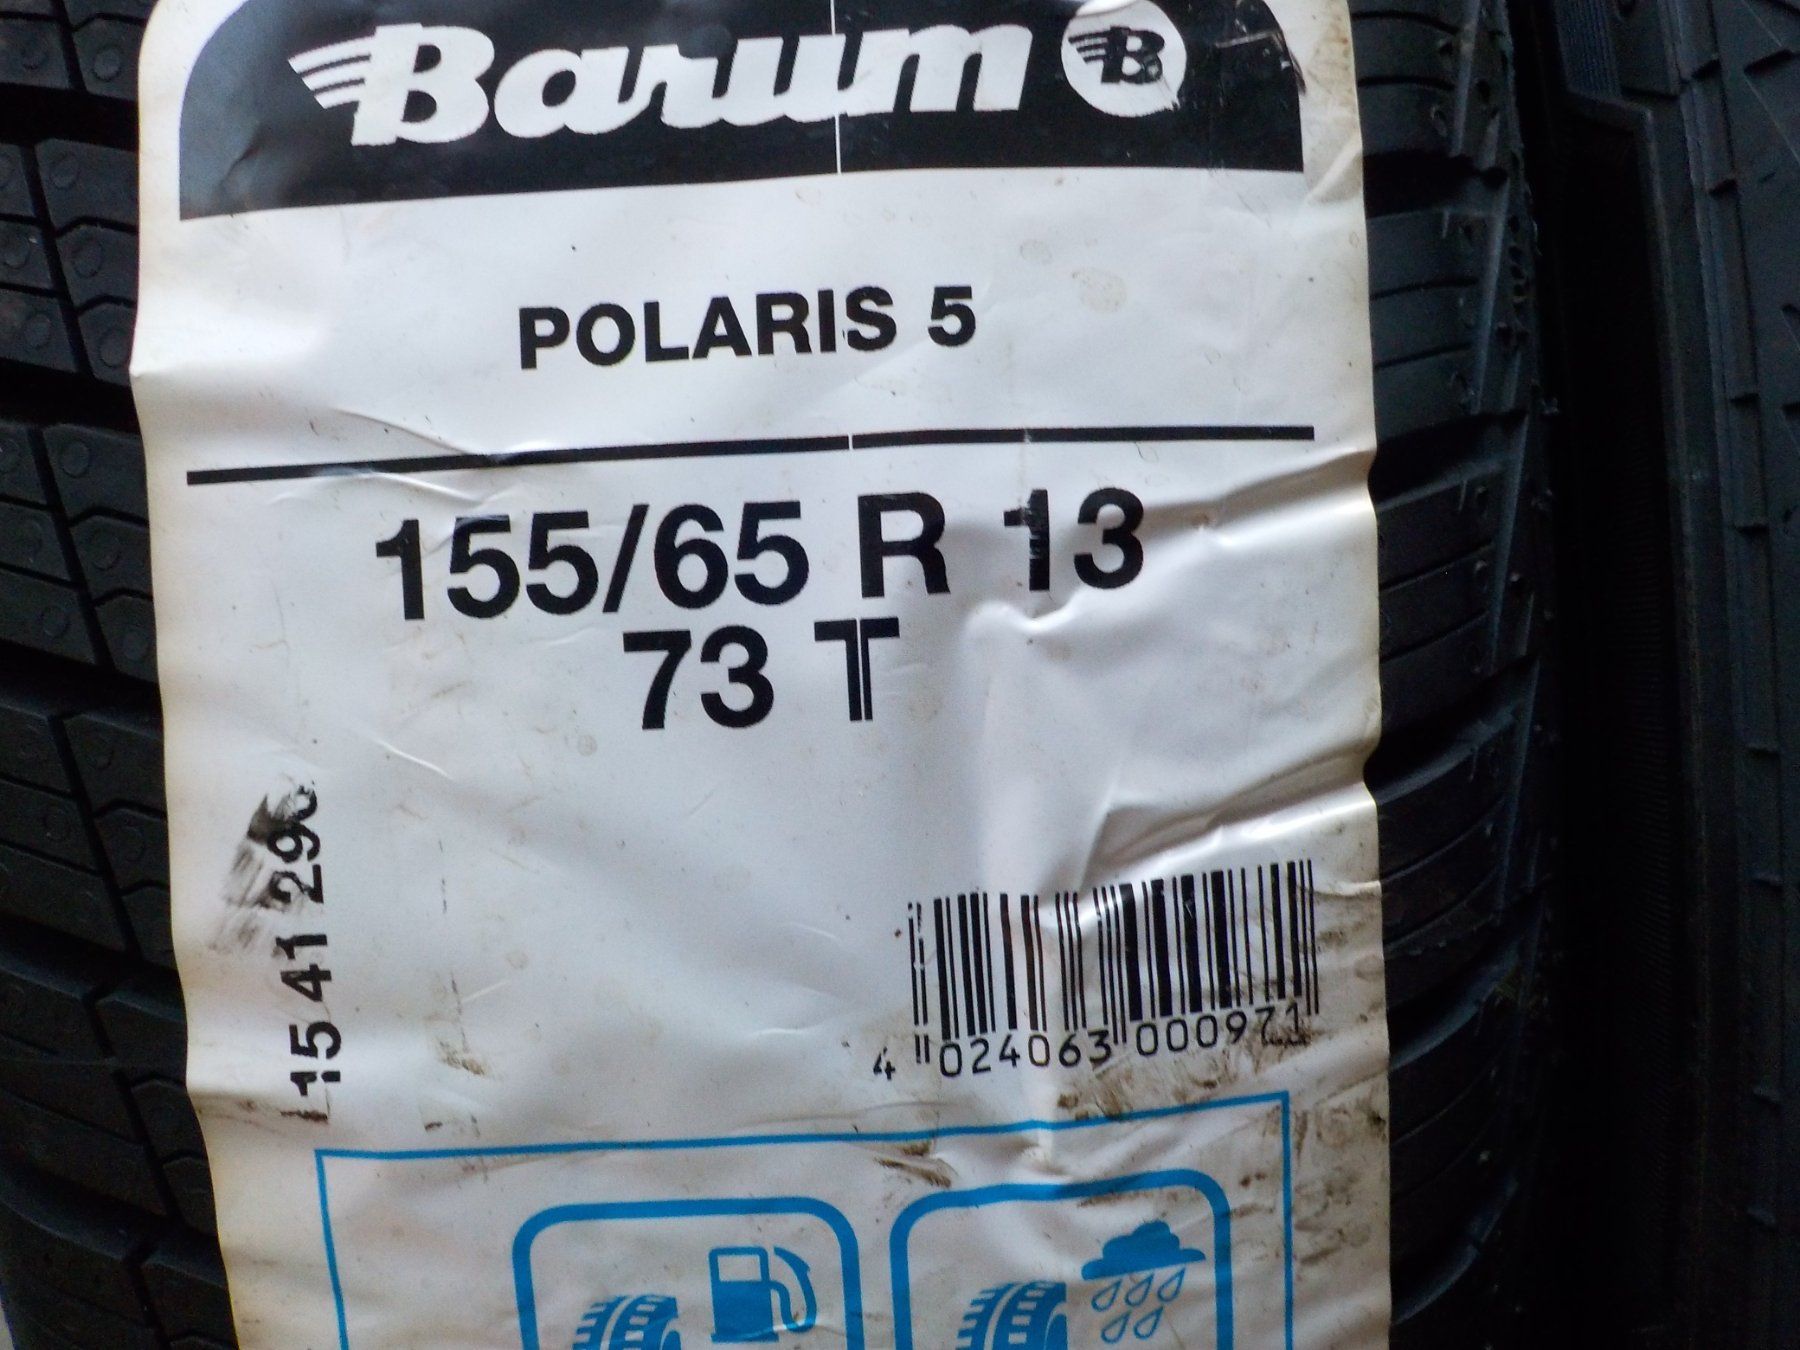 Barum B
POLARIS 5
155/65 R 13
73 T
15 41 29
4 024063 000971